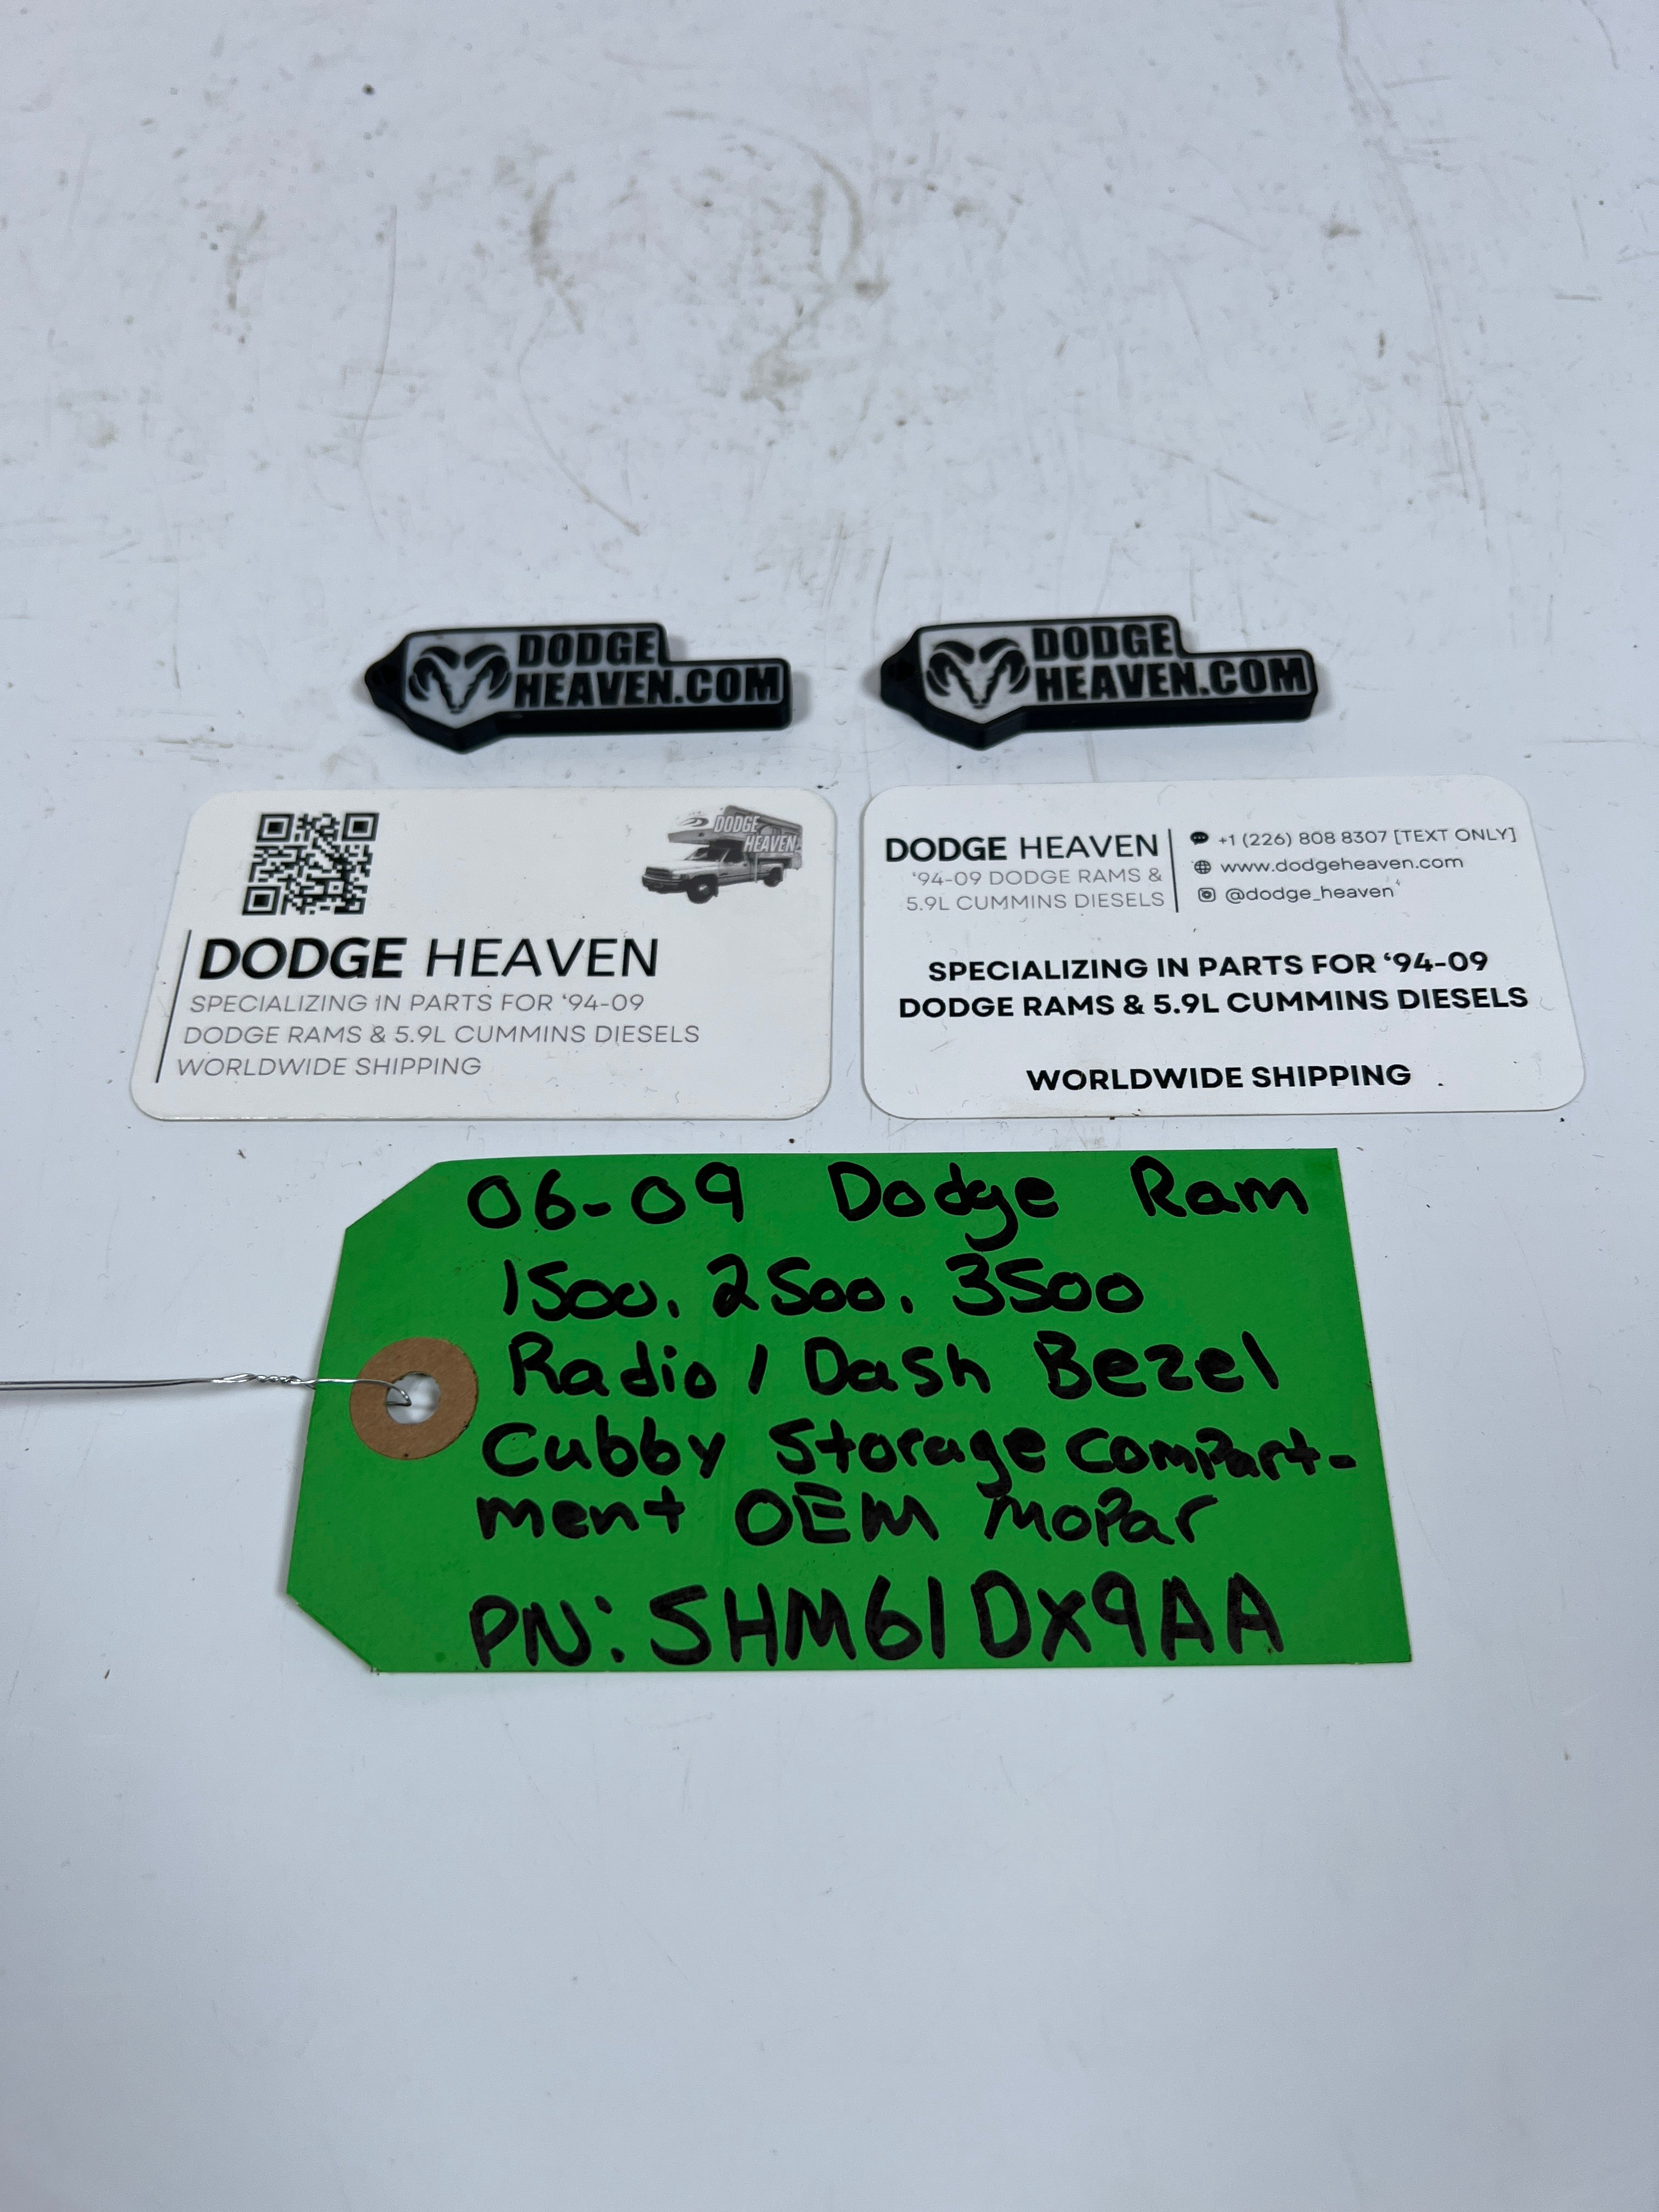 DODGE
HEAVEN.COM
DODGE
HEAVEN.COM
DODGE
HEAVEN
DODGE HEAVEN
SPECIALIZING IN PARTS FOR ‘94-09
DODGE RAMS & 5.9L CUMMINS DIESELS
WORLDWIDE SHIPPING
DODGE HEAVEN
‘94-09 DODGE RAMS &
5.9L CUMMINS DIESELS
+1 (226) 808 8307 [TEXT ONLY]
www.dodgeheaven.com
@dodge_heaven
SPECIALIZING IN PARTS FOR ‘94-09
DODGE RAMS & 5.9L CUMMINS DIESELS
WORLDWIDE SHIPPING
06-09 Dodge Ram
1500, 2500, 3500
Radio / Dash Bezel
Cubby Storage Compart-
ment OEM Mopar
PN: 5HM61DX9AA